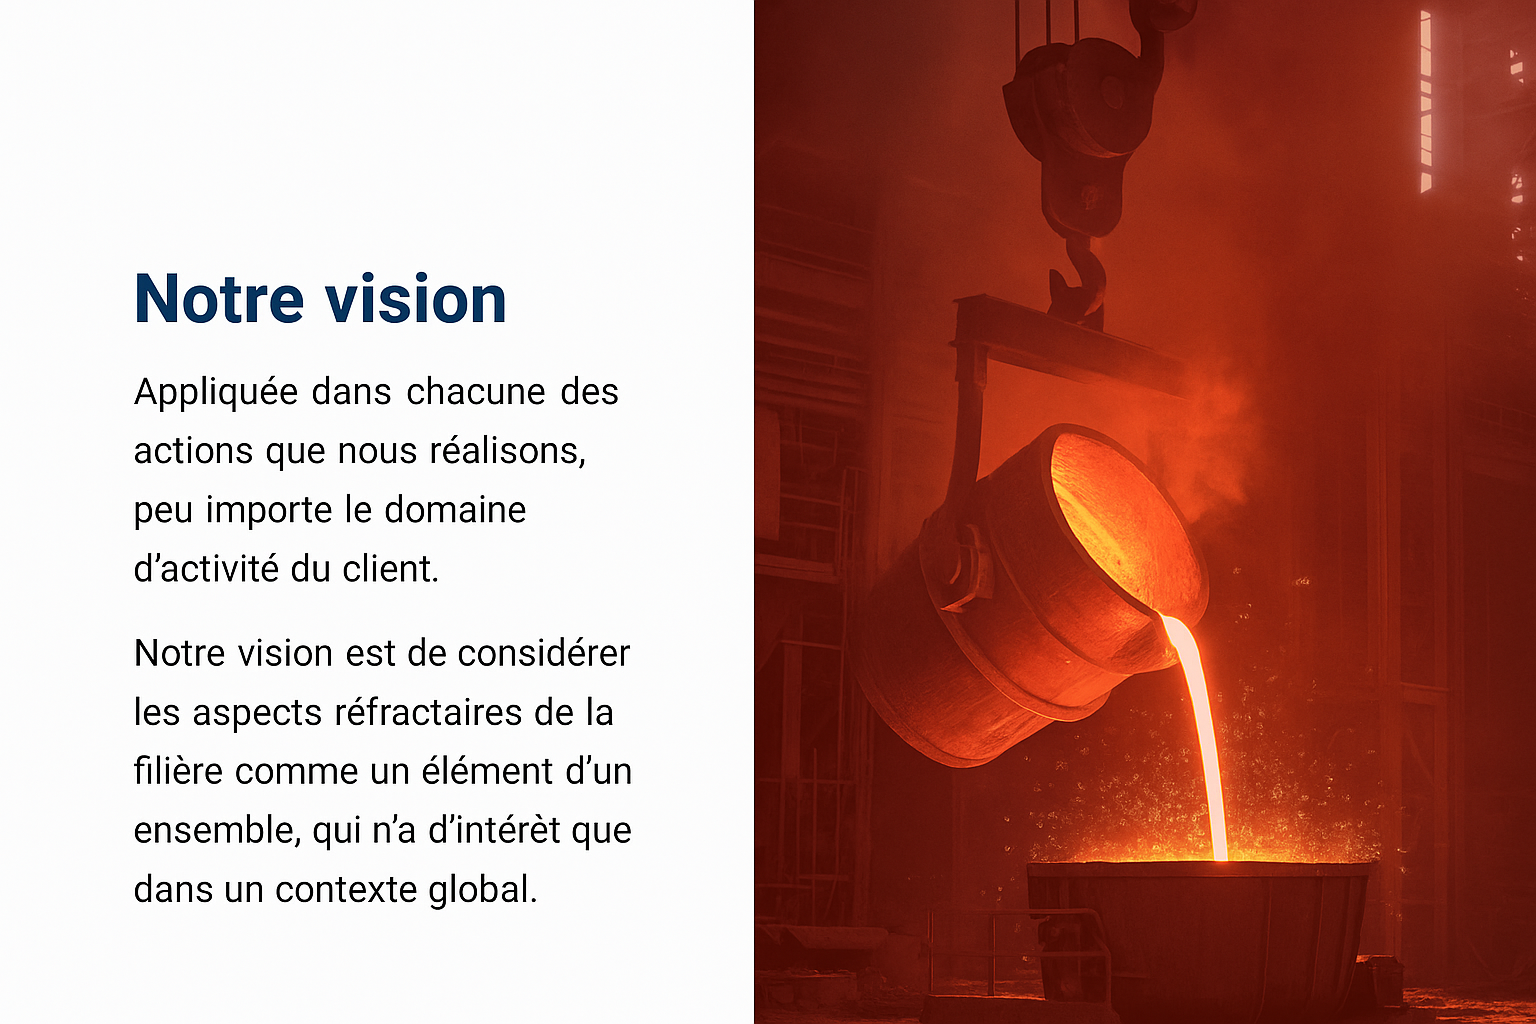 Notre vision
Appliquée dans chacune des
actions que nous réalisons,
peu importe le domaine
d’activité du client.
Notre vision est de considérer
les aspects réfractaires de la
filière comme un élément d’un
ensemble, qui n’a d’intérèt que
dans un contexte global.